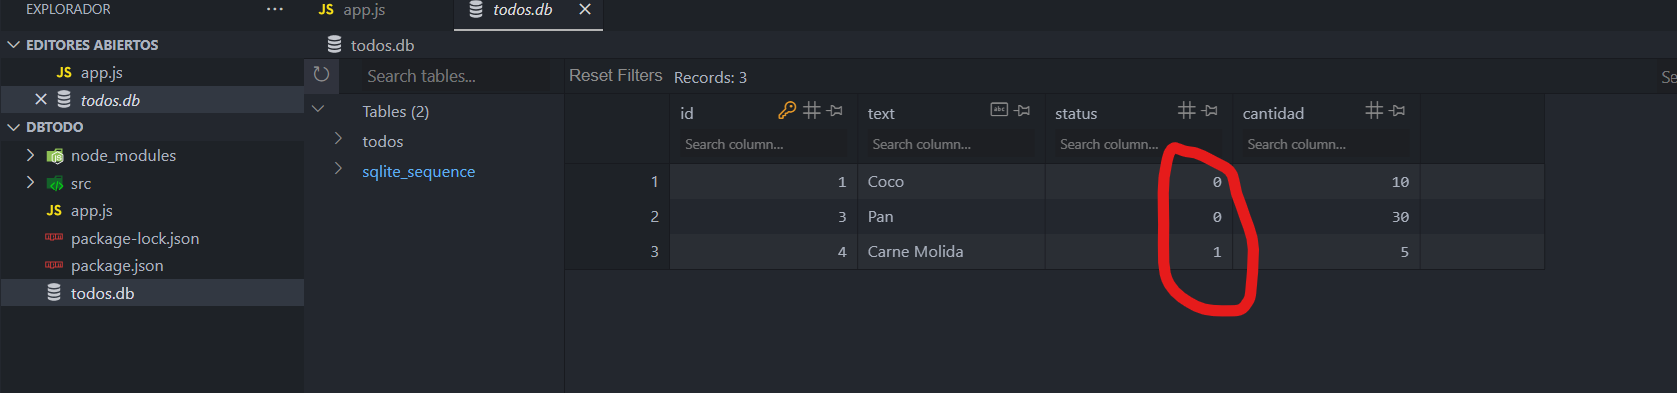 EXPLORADOR ···
EDITORES ABIERTOS
JS app.js
todos.db
DBTODO
node_modules
src
JS app.js
package-lock.json
package.json
todos.db
JS app.js
todos.db
todos.db
Search tables...
Tables (2)
todos
sqlite_sequence
Reset Filters Records: 3
Se
id text status cantidad
Search column... Search column... Search column... Search column...
1 1 Coco 0 10
2 3 Pan 0 30
3 4 Carne Molida 1 5